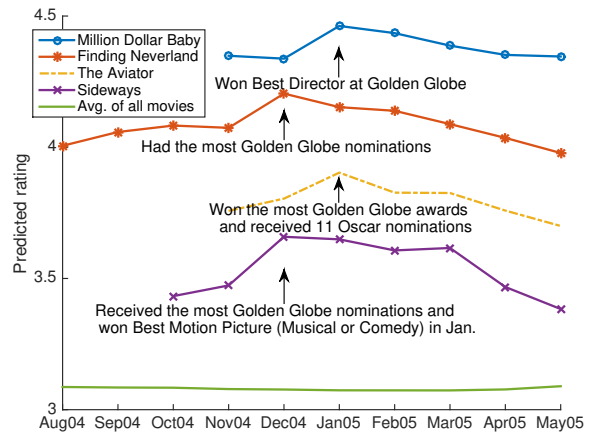 4.5
Million Dollar Baby
Finding Neverland
The Aviator
Sideways
Avg. of all movies
Won Best Director at Golden Globe
4
Had the most Golden Globe nominations
Predicted rating
Won the most Golden Globe awards
and received 11 Oscar nominations
3.5
Received the most Golden Globe nominations and
won Best Motion Picture (Musical or Comedy) in Jan.
3
Aug04 Sep04 Oct04 Nov04 Dec04 Jan05 Feb05 Mar05 Apr05 May05